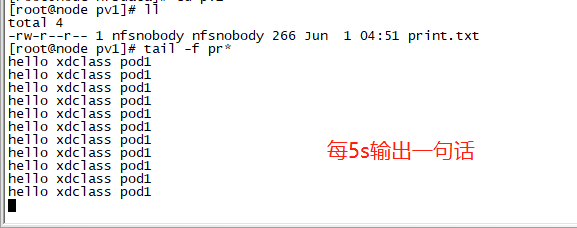 [root@node pv1]# ll
total 4
-rw-r--r-- 1 nfsnobody nfsnobody 266 Jun  1 04:51 print.txt
[root@node pv1]# tail -f pr*
hello xdclass pod1
hello xdclass pod1
hello xdclass pod1
hello xdclass pod1
hello xdclass pod1
hello xdclass pod1
每5s输出一句话
hello xdclass pod1
hello xdclass pod1
hello xdclass pod1
hello xdclass pod1
hello xdclass pod1